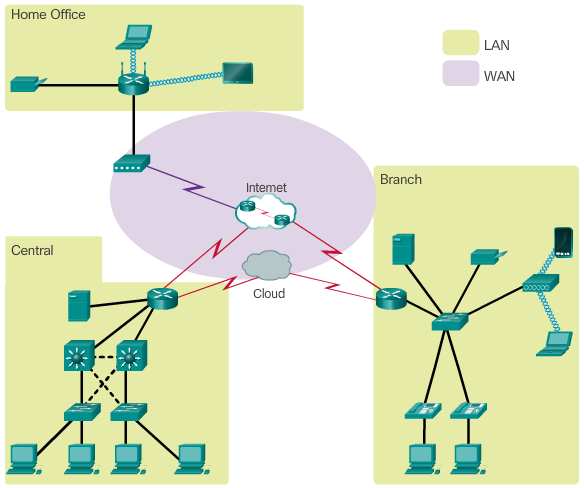 Home Office
LAN
WAN
Internet
Branch
Central
Cloud